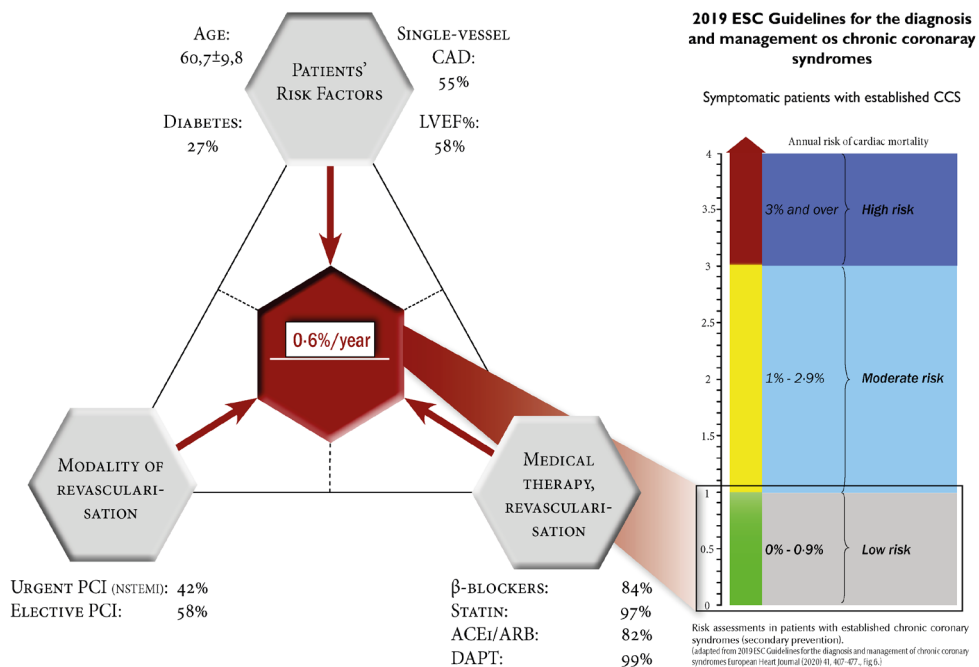 AGE:
60,7±9,8
SINGLE-VESSEL
CAD:
55%
PATIENTS'
RISK FACTORS
DIABETES:
27%
LVEF%:
58%
0·6%/year
MODALITY OF
REVASCULARI-
SATION
MEDICAL
THERAPY,
REVASCULARI-
SATION
URGENT PCI (NSTEMI): 42%
ELECTIVE PCI: 58%
β-BLOCKERS: 84%
STATIN: 97%
ACEI/ARB: 82%
DAPT: 99%
2019 ESC Guidelines for the diagnosis
and management os chronic coronaray
syndromes
Symptomatic patients with established CCS
Annual risk of cardiac mortality
4
3.5
3
2.5
2
1.5
1
0.5
0
3% and over High risk
1% - 2·9% Moderate risk
0% - 0·9% Low risk
Risk assessments in patients with established chronic coronary
syndromes (secondary prevention).
(adapted from 2019 ESC Guidelines for the diagnosis and management of chronic coronary
syndromes European Heart Journal (2020) 41, 407-477., Fig 6.)